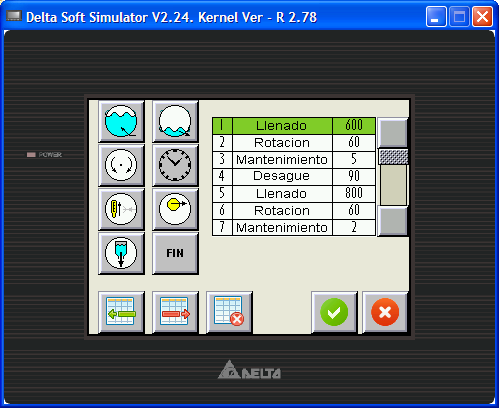 Delta Soft Simulator V2.24. Kernel Ver - R 2.78
POWER
1 Llenado 600
2 Rotacion 60
3 Mantenimiento 5
4 Desague 90
5 Llenado 800
6 Rotacion 60
7 Mantenimiento 2
FIN
DELTA